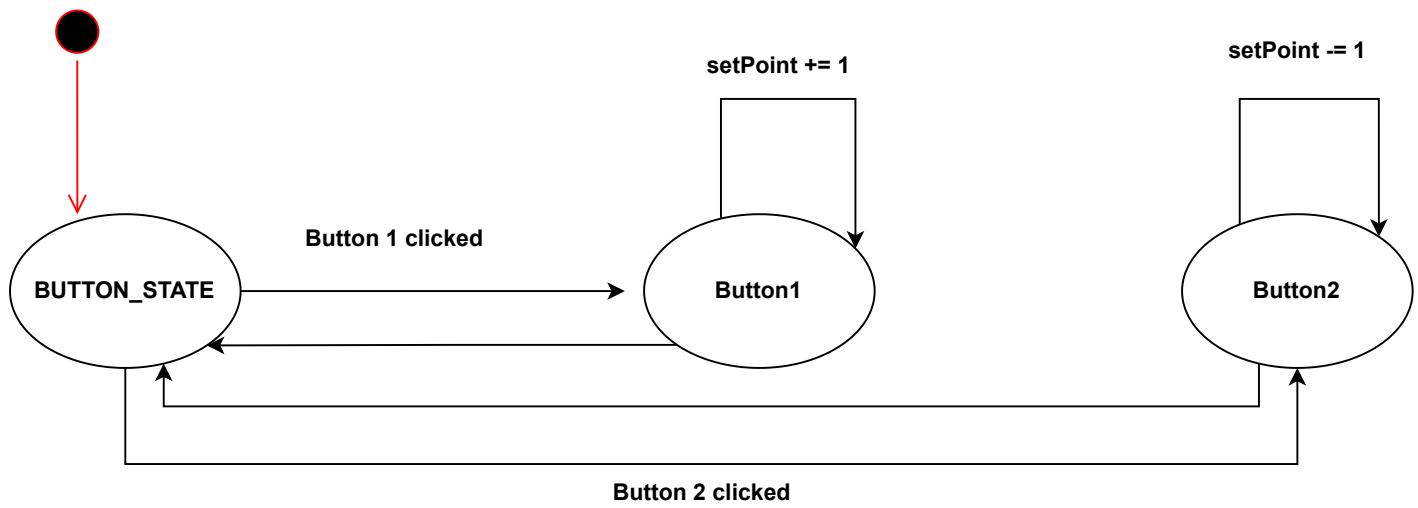 setPoint += 1
setPoint -= 1
Button 1 clicked
BUTTON_STATE
Button1
Button2
Button 2 clicked